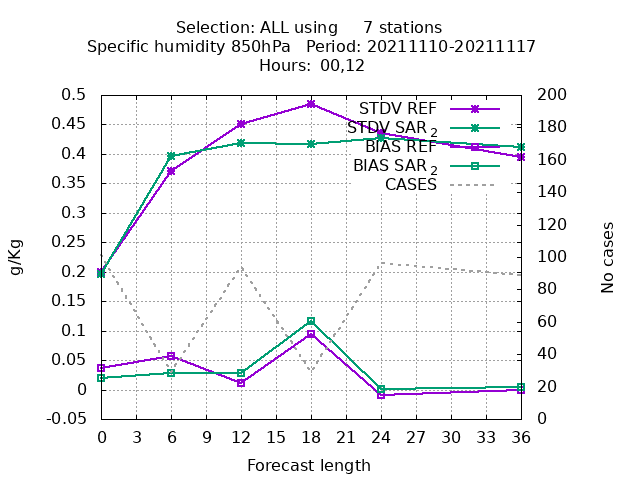 Selection: ALL using 7 stations
Specific humidity 850hPa Period: 20211110-20211117
Hours: 00,12
0.5
0.45
0.4
0.35
0.3
0.25
0.2
0.15
0.1
0.05
0
-0.05
g/Kg
STDV REF
STDV SAR 2
BIAS REF
BIAS SAR 2
CASES
200
180
160
140
120
100
80
60
40
20
0
No cases
0 3 6 9 12 15 18 21 24 27 30 33 36
Forecast length